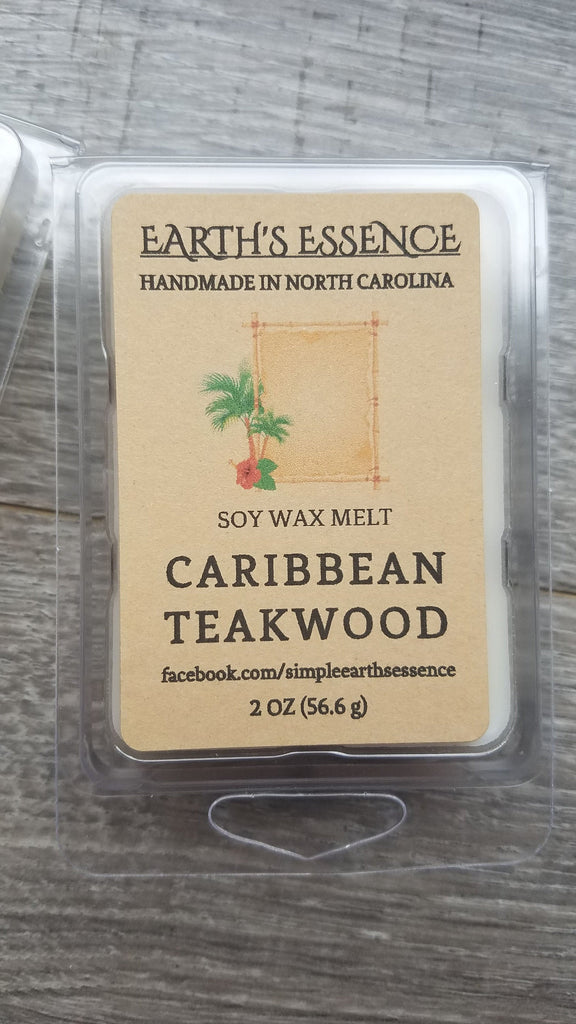 EARTH'S ESSENCE
HANDMADE IN NORTH CAROLINA
SOY WAX MELT
CARIBBEAN
TEAKWOOD
facebook.com/simpleearthsessence
2 OZ (56.6 g)